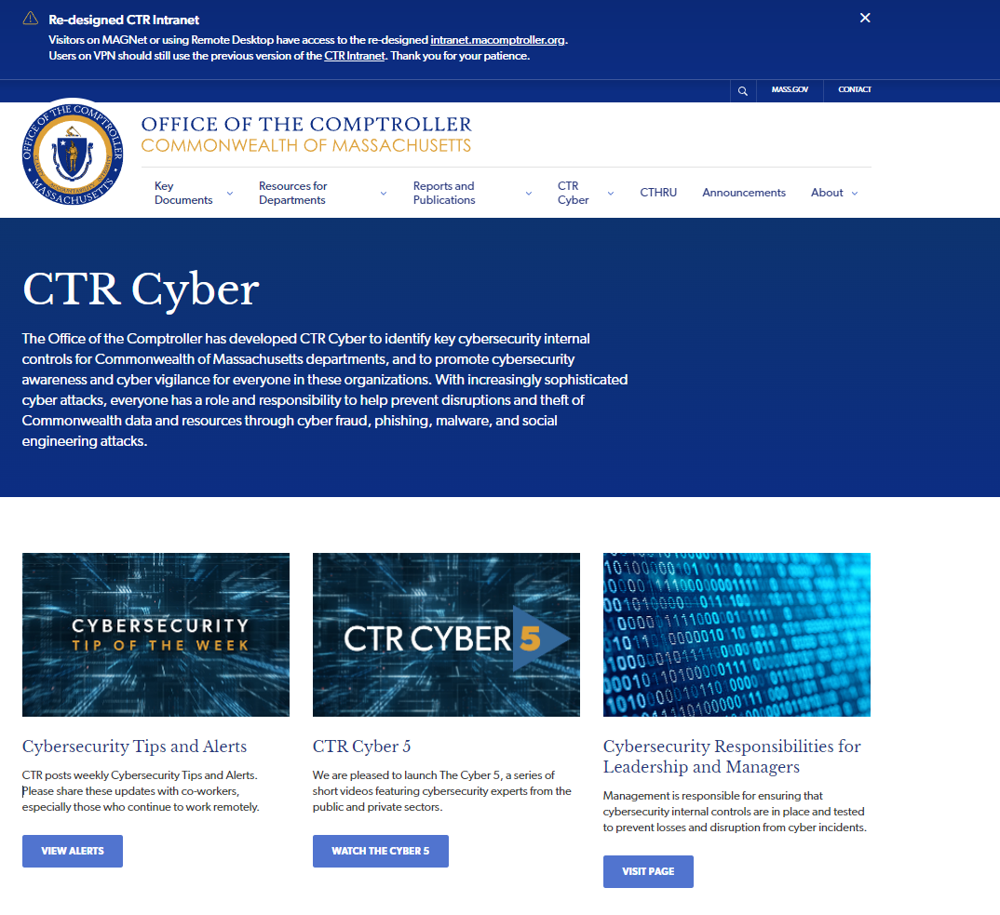 Re-designed CTR Intranet
Visitors on MAGNet or using Remote Desktop have access to the re-designed intranet.macomptroller.org.
Users on VPN should still use the previous version of the CTR Intranet. Thank you for your patience.
MASS.GOV CONTACT
OFFICE OF THE COMPTROLLER
MASSACHUSETTS
OFFICE OF THE COMPTROLLER
COMMONWEALTH OF MASSACHUSETTS
Key Documents
Resources for Departments
Reports and Publications
CTR Cyber
CTHRU
Announcements
About
CTR Cyber
The Office of the Comptroller has developed CTR Cyber to identify key cybersecurity internal
controls for Commonwealth of Massachusetts departments, and to promote cybersecurity
awareness and cyber vigilance for everyone in these organizations. With increasingly sophisticated
cyber attacks, everyone has a role and responsibility to help prevent disruptions and theft of
Commonwealth data and resources through cyber fraud, phishing, malware, and social
engineering attacks.
CYBERSECURITY
TIP OF THE WEEK
Cybersecurity Tips and Alerts
CTR posts weekly Cybersecurity Tips and Alerts.
Please share these updates with co-workers,
especially those who continue to work remotely.
VIEW ALERTS
CTR CYBER 5
CTR Cyber 5
We are pleased to launch The Cyber 5, a series of
short videos featuring cybersecurity experts from the
public and private sectors.
WATCH THE CYBER 5
Cybersecurity Responsibilities for
Leadership and Managers
Management is responsible for ensuring that
cybersecurity internal controls are in place and tested
to prevent losses and disruption from cyber incidents.
VISIT PAGE